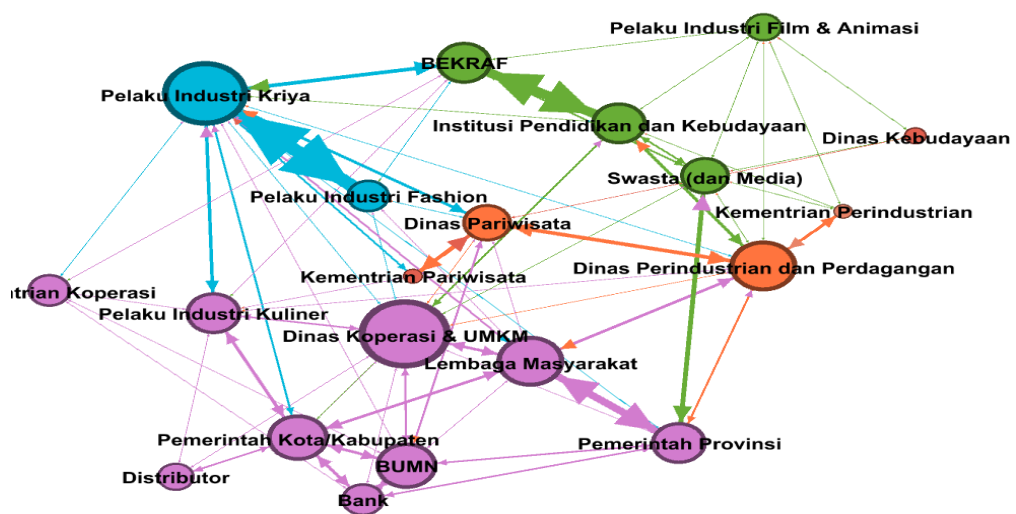 Pelaku Industri Film & Animasi
BEKRAF
Pelaku Industri Kriya
Institusi Pendidikan dan Kebudayaan
Dinas Kebudayaan
Swasta (dan Media)
Pelaku Industri Fashion
Kementrian Perindustrian
Dinas Pariwisata
Dinas Perindustrian dan Perdagangan
Kementrian Pariwisata
ntrian Koperasi
Pelaku Industri Kuliner
Dinas Koperasi & UMKM
Lembaga Masyarakat
Pemerintah Kota/Kabupaten
Pemerintah Provinsi
BUMN
Distributor
Bank